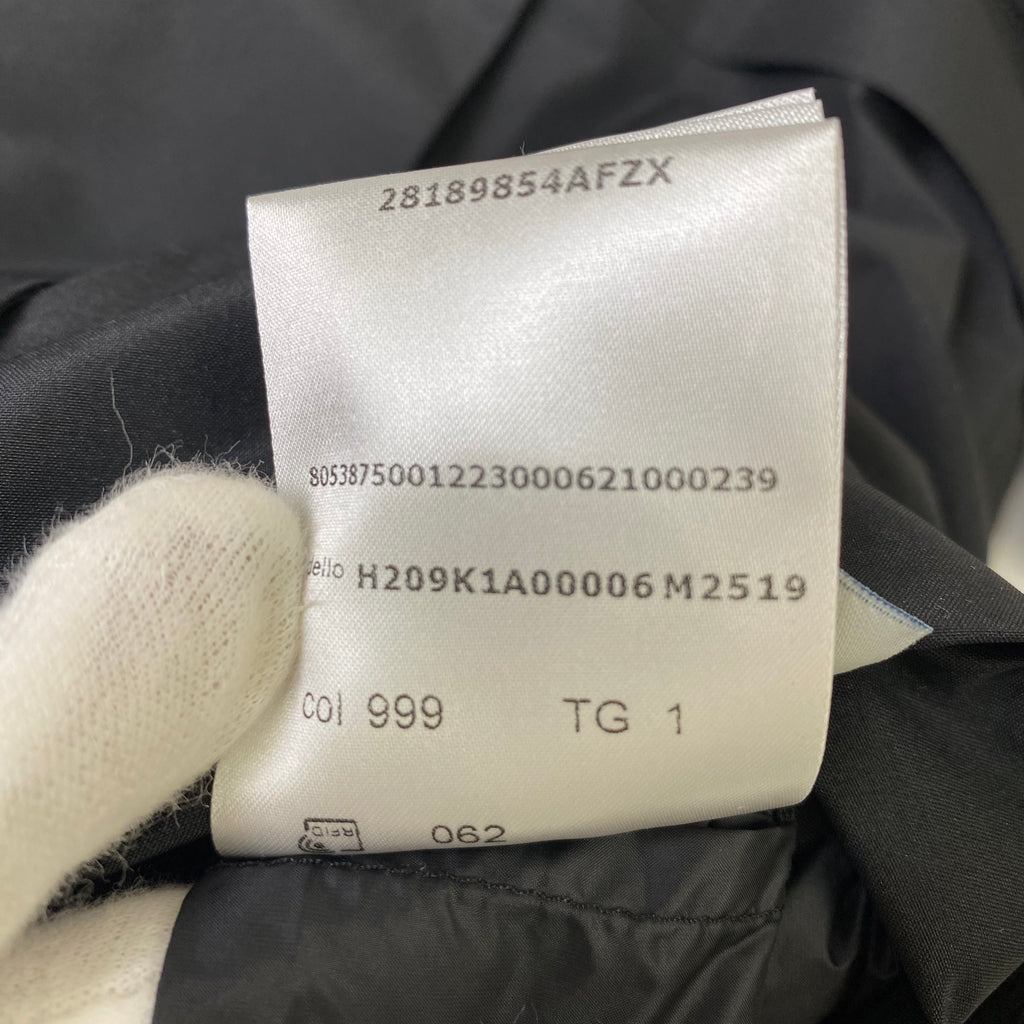 28189854AFZX
8053875001223000621000239
ello H209K1A00006 M2519
col 999 TG 1
RFID 062